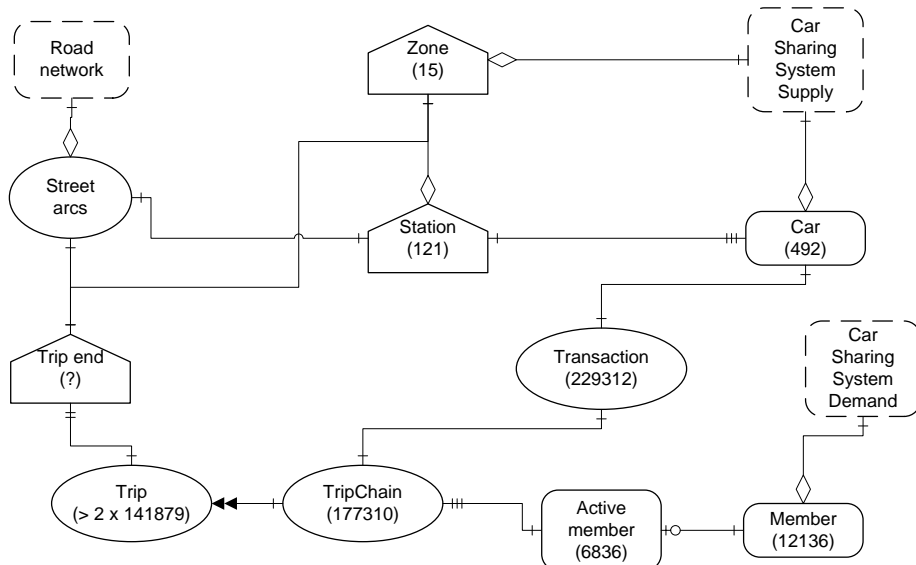 Road
network
Zone
(15)
Car
Sharing
System
Supply
Street
arcs
Station
(121)
Car
(492)
Trip end
(?)
Transaction
(229312)
Car
Sharing
System
Demand
Trip
(> 2 x 141879)
TripChain
(177310)
Active
member
(6836)
Member
(12136)